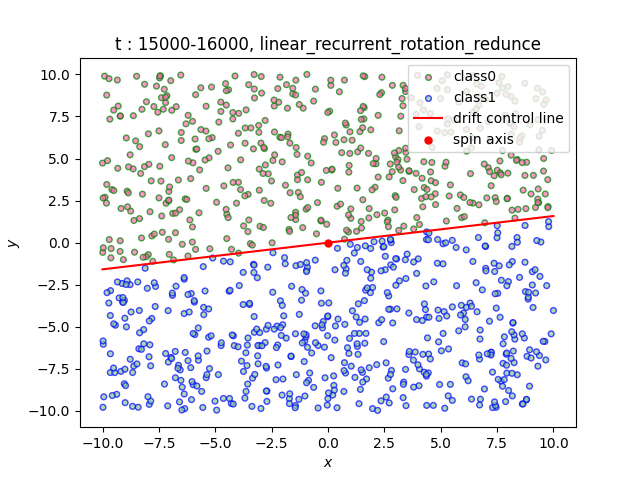 t : 15000-16000, linear_recurrent_rotation_redunce
class0
class1
drift control line
spin axis
10.0
7.5
5.0
2.5
0.0
−2.5
−5.0
−7.5
−10.0
y
−10.0 −7.5 −5.0 −2.5 0.0 2.5 5.0 7.5 10.0
x